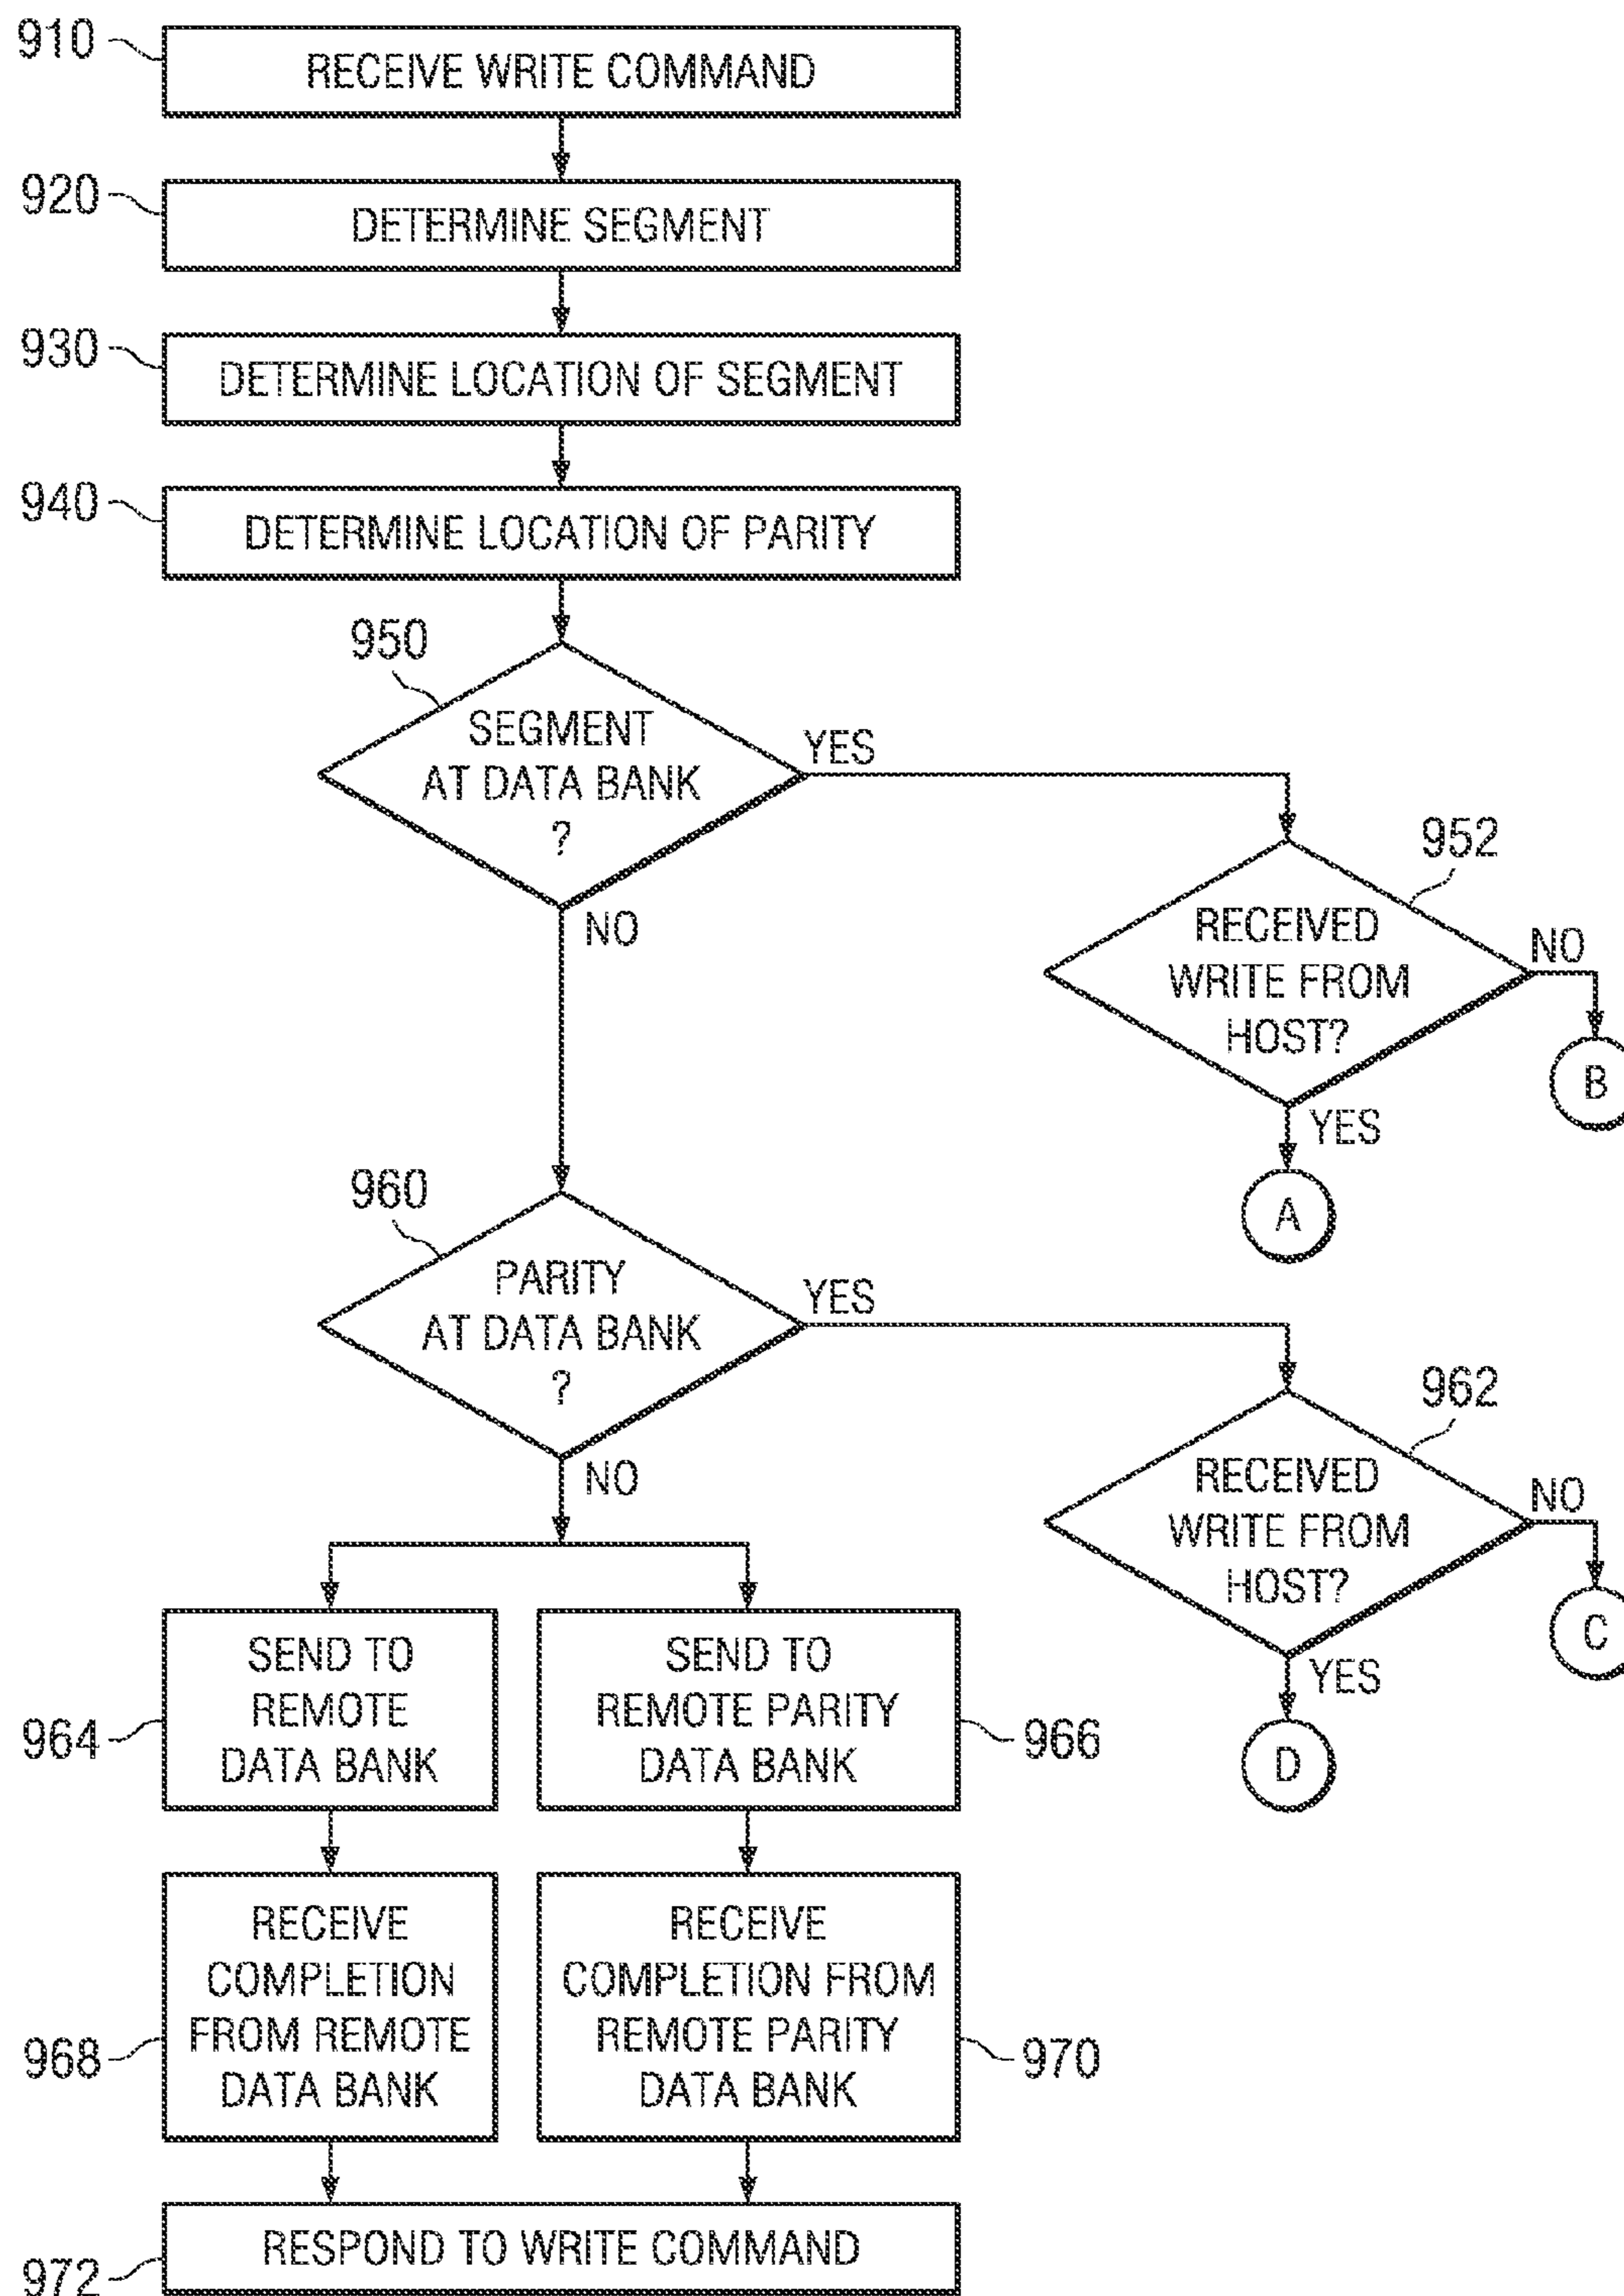 910
RECEIVE WRITE COMMAND
920
DETERMINE SEGMENT
930
DETERMINE LOCATION OF SEGMENT
940
DETERMINE LOCATION OF PARITY
950
SEGMENT
AT DATA BANK
?
YES
NO
952
RECEIVED
WRITE FROM
HOST?
NO
B
YES
A
960
PARITY
AT DATA BANK
?
YES
NO
962
RECEIVED
WRITE FROM
HOST?
NO
C
YES
D
964
SEND TO
REMOTE
DATA BANK
SEND TO
REMOTE PARITY
DATA BANK
966
968
RECEIVE
COMPLETION
FROM REMOTE
DATA BANK
RECEIVE
COMPLETION FROM
REMOTE PARITY
DATA BANK
970
RESPOND TO WRITE COMMAND
972